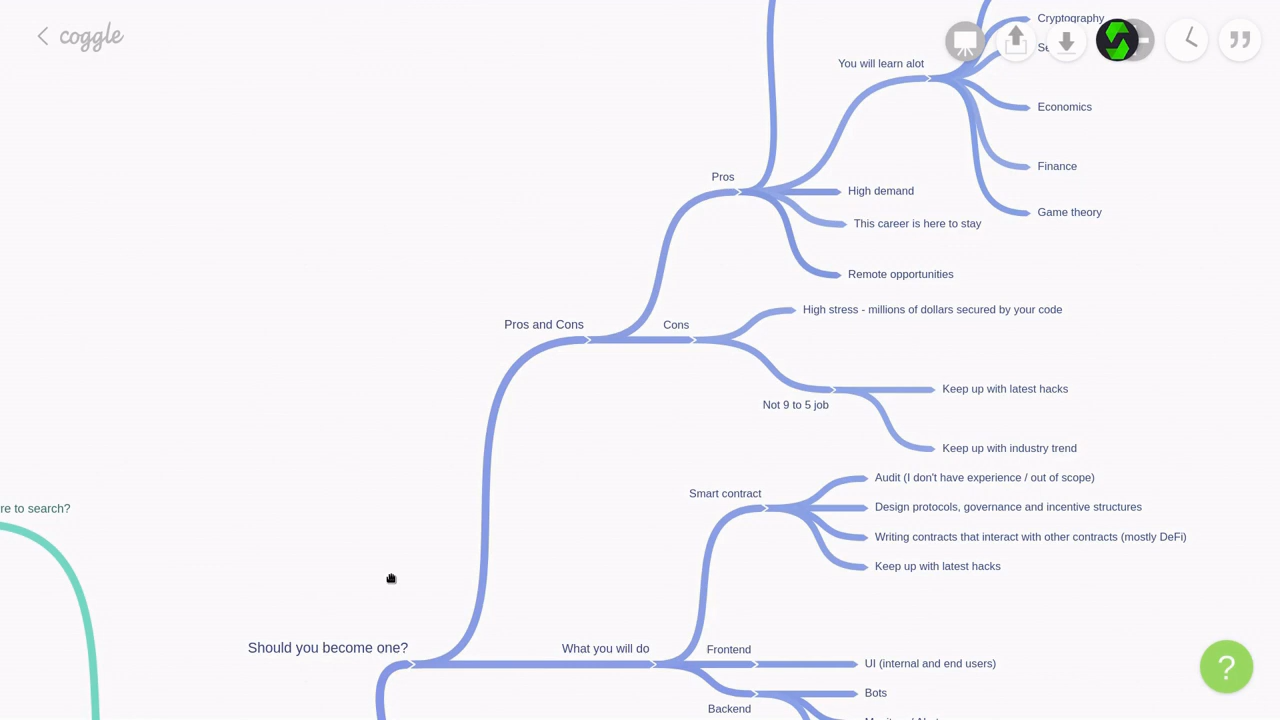 coggle
Cryptography
You will learn alot
Economics
Finance
Pros
High demand
Game theory
This career is here to stay
Remote opportunities
High stress - millions of dollars secured by your code
Pros and Cons
Cons
Keep up with latest hacks
Not 9 to 5 job
Keep up with industry trend
Audit (I don't have experience / out of scope)
Smart contract
Design protocols, governance and incentive structures
re to search?
Writing contracts that interact with other contracts (mostly DeFi)
Keep up with latest hacks
Should you become one?
What you will do
Frontend
UI (internal and end users)
Bots
Backend